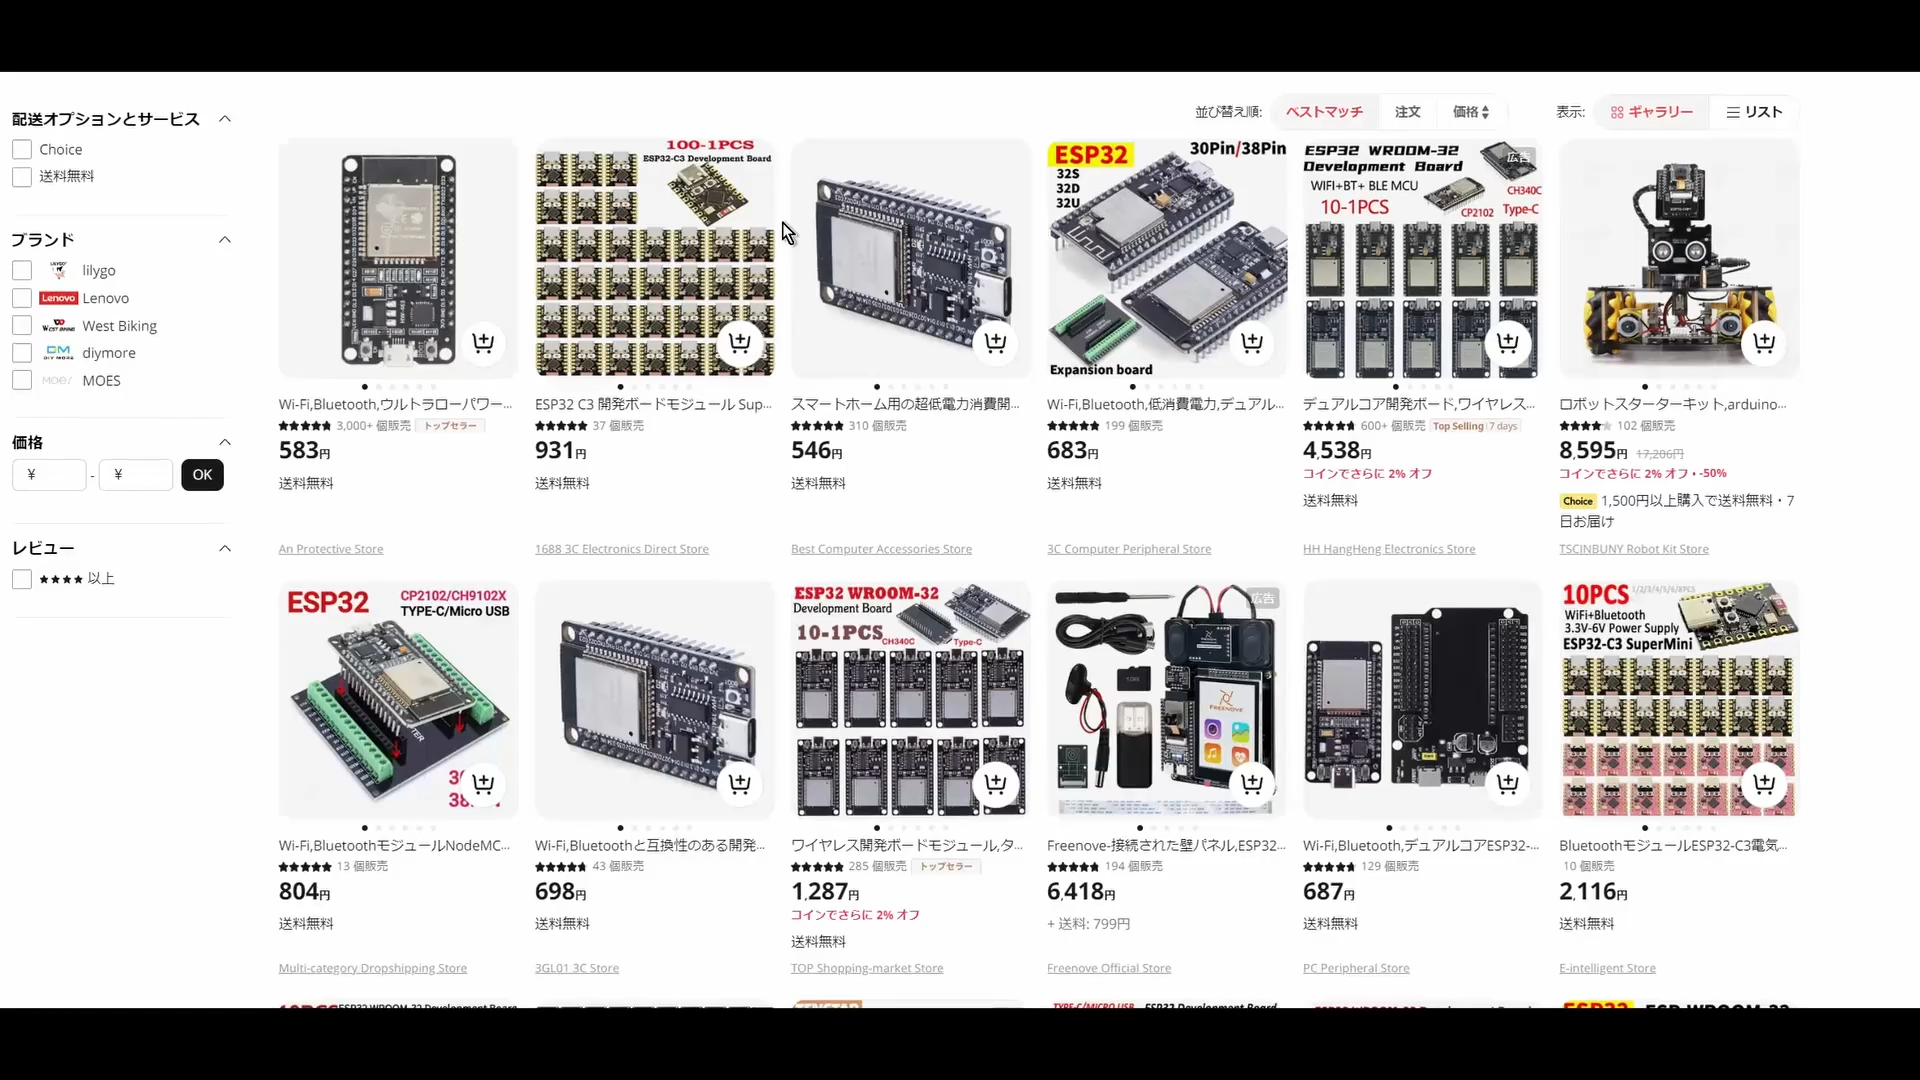 配送オプションとサービス
Choice
送料無料
ブランド
lilygo
Lenovo Lenovo
West Biking
diymore
MOES
価格
¥ - ¥ OK
レビュー
★★★★ 以上
並び替え順: ベストマッチ 注文 価格
表示: ギャラリー リスト
100-1PCS
ESP32-C3 Development Board
ESP32
32S
32D
32U
30Pin/38Pin
Expansion board
ESP32 WROOM-32
Development Board
広告
WIFI+BT+ BLE MCU
CH340C
10-1PCS
CP2102
Type-C
Wi-Fi,Bluetooth,ウルトラローパワー...
3,000+ 個販売 トップセラー
583円
送料無料
An Protective Store
ESP32 C3 開発ボードモジュール Sup...
37 個販売
931円
送料無料
1688 3C Electronics Direct Store
スマートホーム用の超低電力消費開...
310 個販売
546円
送料無料
Best Computer Accessories Store
Wi-Fi,Bluetooth,低消費電力,デュアル...
199 個販売
683円
送料無料
3C Computer Peripheral Store
デュアルコア開発ボード,ワイヤレス...
600+ 個販売 Top Selling 7 days
4,538円
コインでさらに 2% オフ
送料無料
HH HangHeng Electronics Store
ロボットスターターキット,arduino...
102 個販売
8,595円 17,206円
コインでさらに 2% オフ・-50%
Choice 1,500円以上購入で送料無料・7
日お届け
TSCINBUNY Robot Kit Store
ESP32
CP2102/CH9102X
TYPE-C/Micro USB
ESP32 WROOM-32
Development Board
10-1PCS
CH340C
Type-C
広告
FREENOVE
10PCS
WiFi+Bluetooth
3.3V-6V Power Supply
ESP32-C3 SuperMini
Wi-Fi,BluetoothモジュールNodeMC...
13 個販売
804円
送料無料
Multi-category Dropshipping Store
Wi-Fi,Bluetoothと互換性のある開発...
43 個販売
698円
送料無料
3GL01 3C Store
ワイヤレス開発ボードモジュール,タ...
285 個販売 トップセラー
1,287円
コインでさらに 2% オフ
送料無料
TOP Shopping-market Store
Freenove-接続された壁パネル,ESP32...
194 個販売
6,418円
+ 送料: 799円
Freenove Official Store
Wi-Fi,Bluetooth,デュアルコアESP32-...
129 個販売
687円
送料無料
PC Peripheral Store
BluetoothモジュールESP32-C3電気...
10 個販売
2,116円
送料無料
E-intelligent Store